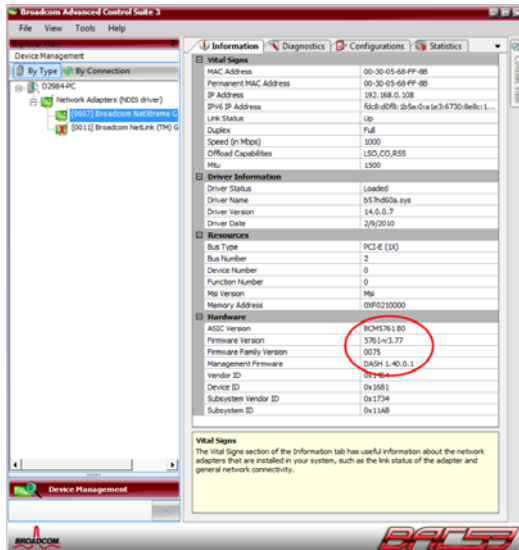 Broadcom Advanced Control Suite 3
File View Tools Help
Device Management
By Type By Connection
D2984-PC
Network Adapters (NDIS driver)
[0007] Broadcom NetXtreme G
[0011] Broadcom NetLink (TM) G
Information Diagnostics Configurations Statistics
Vital Signs
MAC Address 00-30-05-68-FF-8B
Permanent MAC Address 00-30-05-68-FF-8B
IP Address 192.168.0.108
IPv6 IP Address
Link Status Up
Duplex Full
Speed (in Mbps) 1000
Offload Capabilities LSO,CO,RSS
Mtu 1500
Driver Information
Driver Status Loaded
Driver Name b57nd60a.sys
Driver Version 14.0.0.7
Driver Date 2/9/2010
Resources
Bus Type PCI-E (1X)
Bus Number 2
Device Number 0
Function Number 0
Msi Version Msi
Memory Address 0XF0210000
Hardware
ASIC Version BCM5761 B0
Firmware Version 5761-v3.77
Firmware Family Version 0075
Management Firmware DASH 1.40.0.1
Vendor ID 0x14E4
Device ID 0x1681
Subsystem Vendor ID 0x1734
Subsystem ID 0x11AB
Vital Signs
The Vital Signs section of the Information tab has useful information about the network
adapters that are installed in your system, such as the link status of the adapter and
general network connectivity.
Device Management
BROADCOM
BACS3